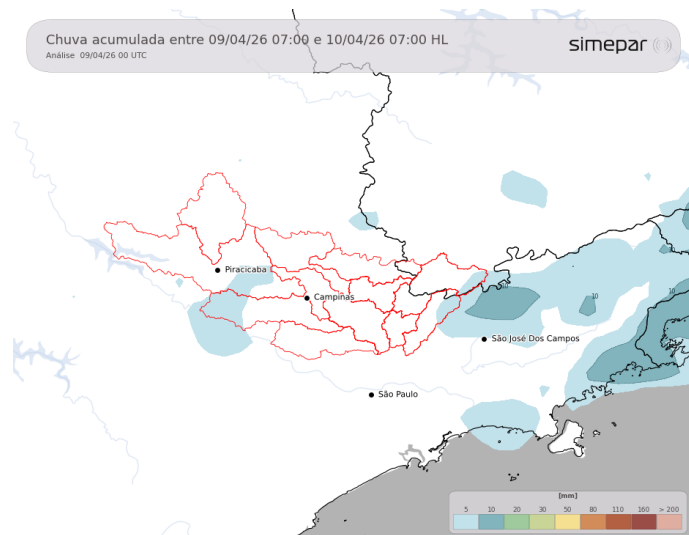 Chuva acumulada entre 09/04/26 07:00 e 10/04/26 07:00 HL
simepar
Análise 09/04/26 00 UTC
Piracicaba
Campinas
10
10
10
10
São José Dos Campos
São Paulo
[mm]
5 10 20 30 50 80 110 160 > 200